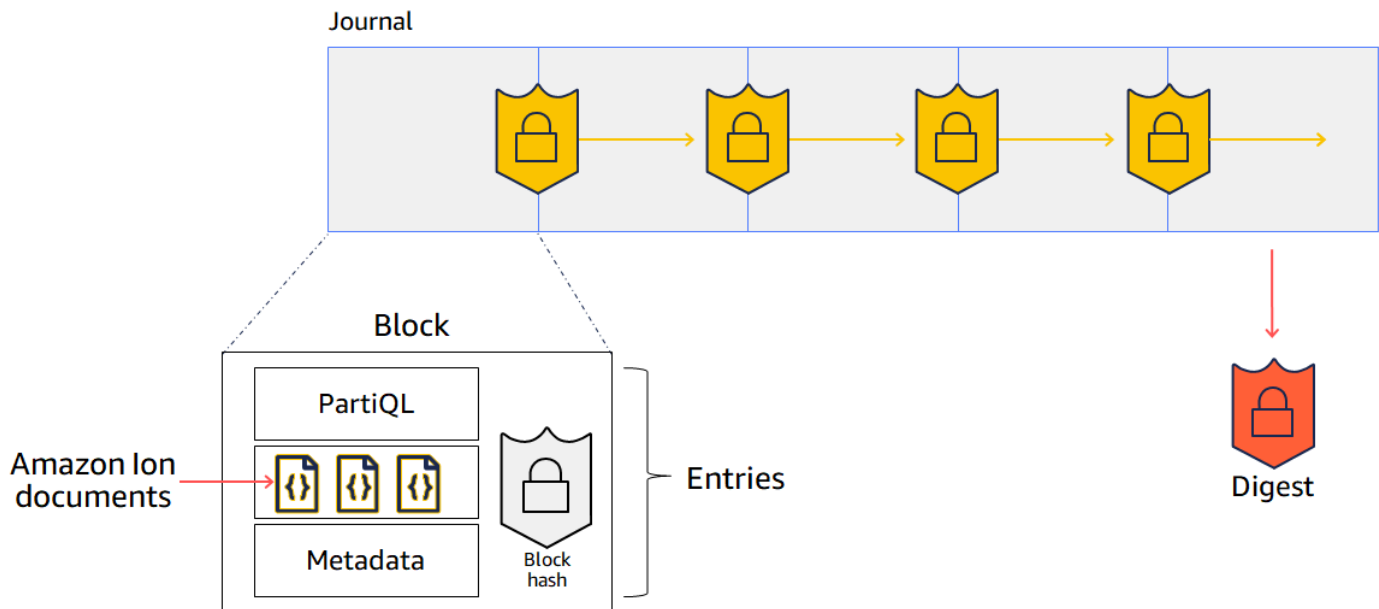 Journal
Block
PartiQL
Amazon Ion
documents
{} {} {}
Metadata
Block
hash
Entries
Digest